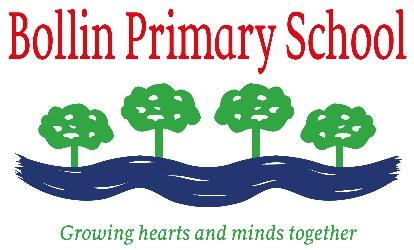 Bollin Primary School
Growing hearts and minds together